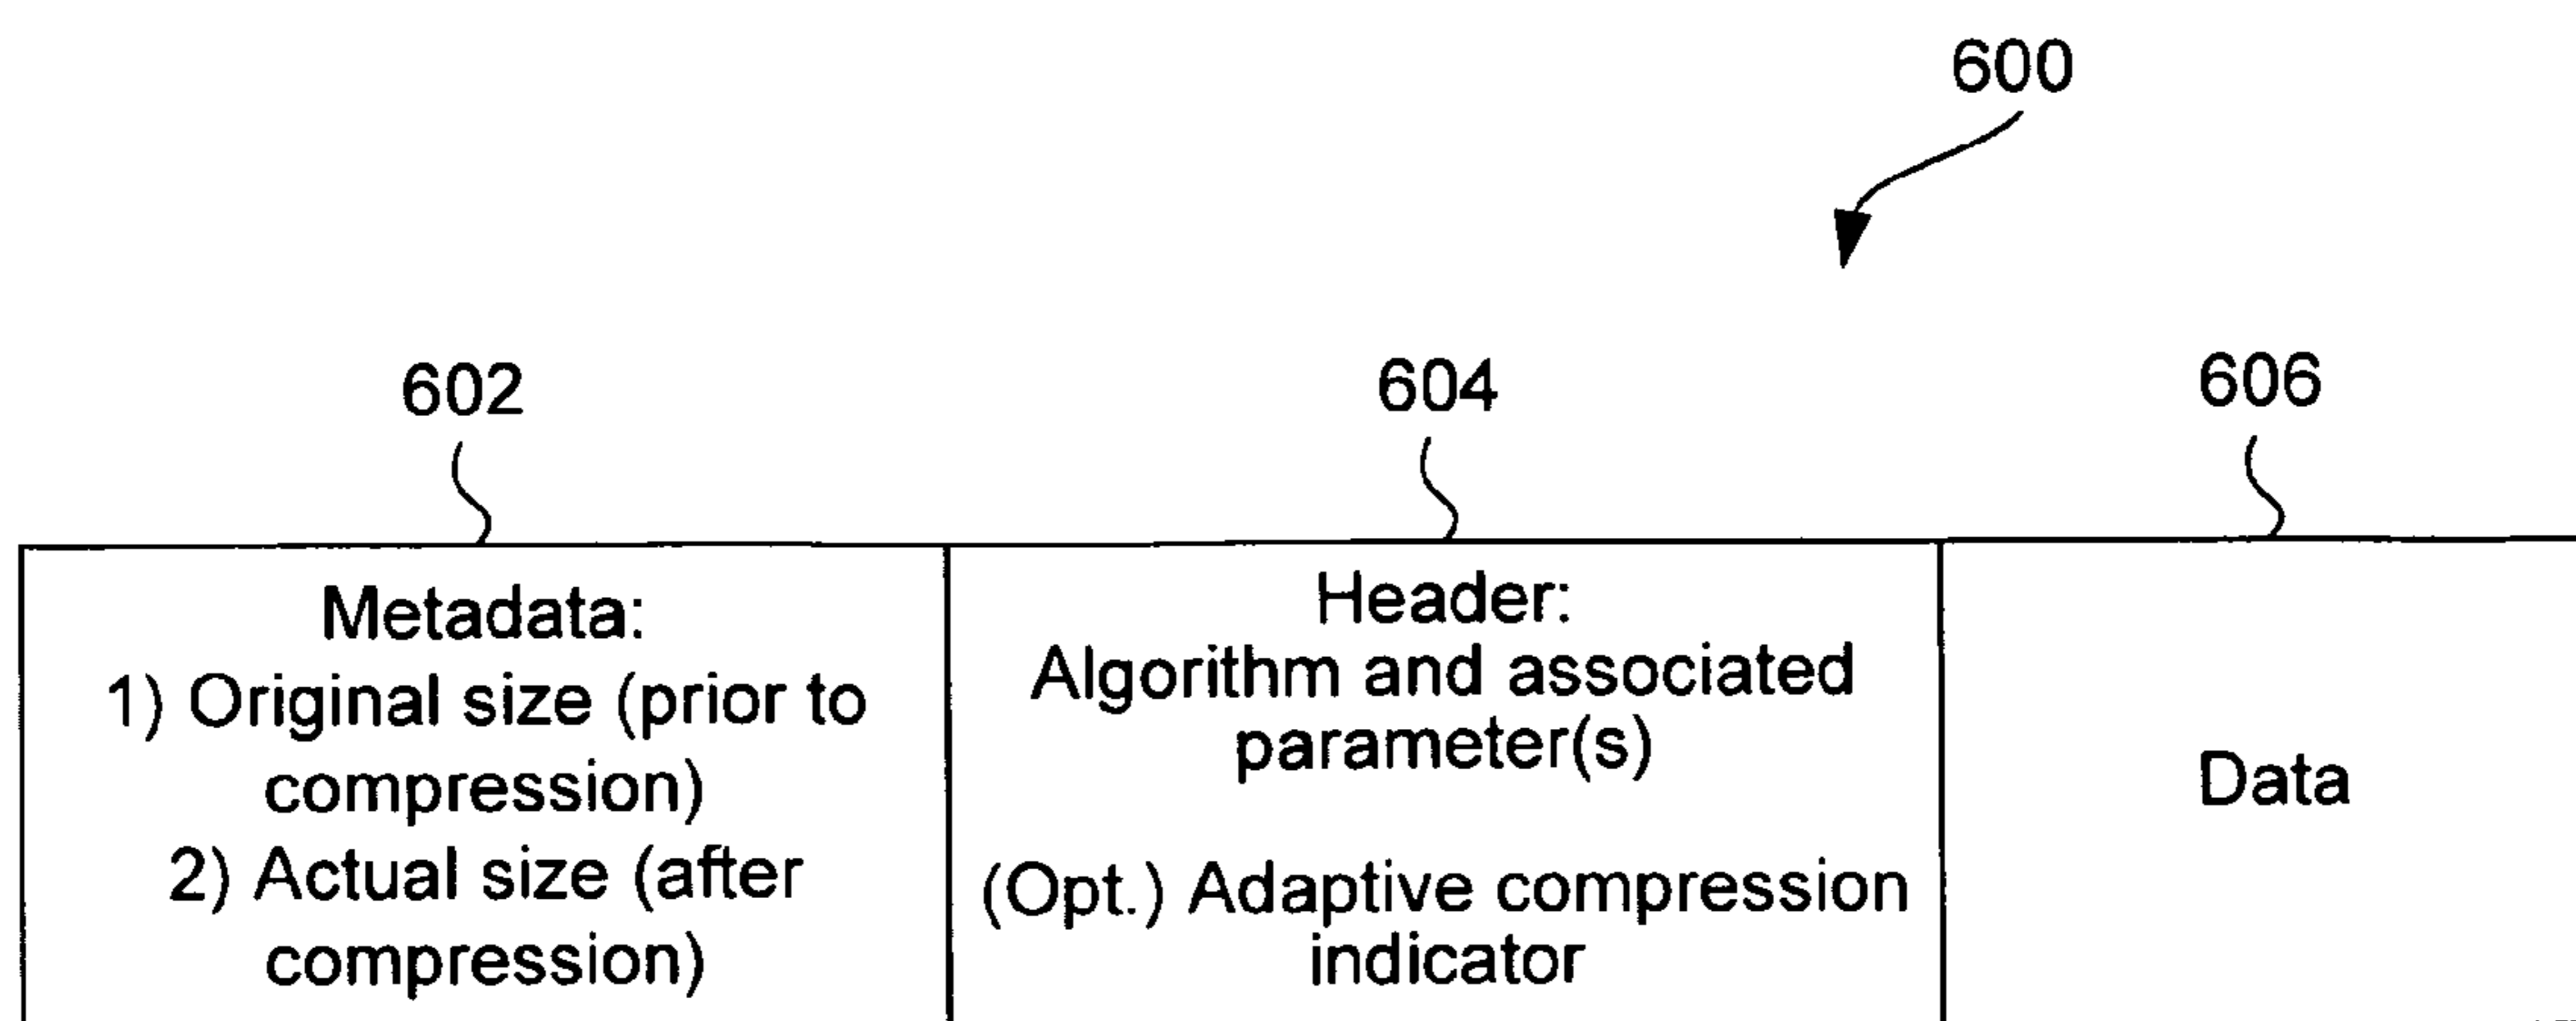 600
602
604
606
Metadata:
1) Original size (prior to
compression)
2) Actual size (after
compression)
Header:
Algorithm and associated
parameter(s)
(Opt.) Adaptive compression
indicator
Data